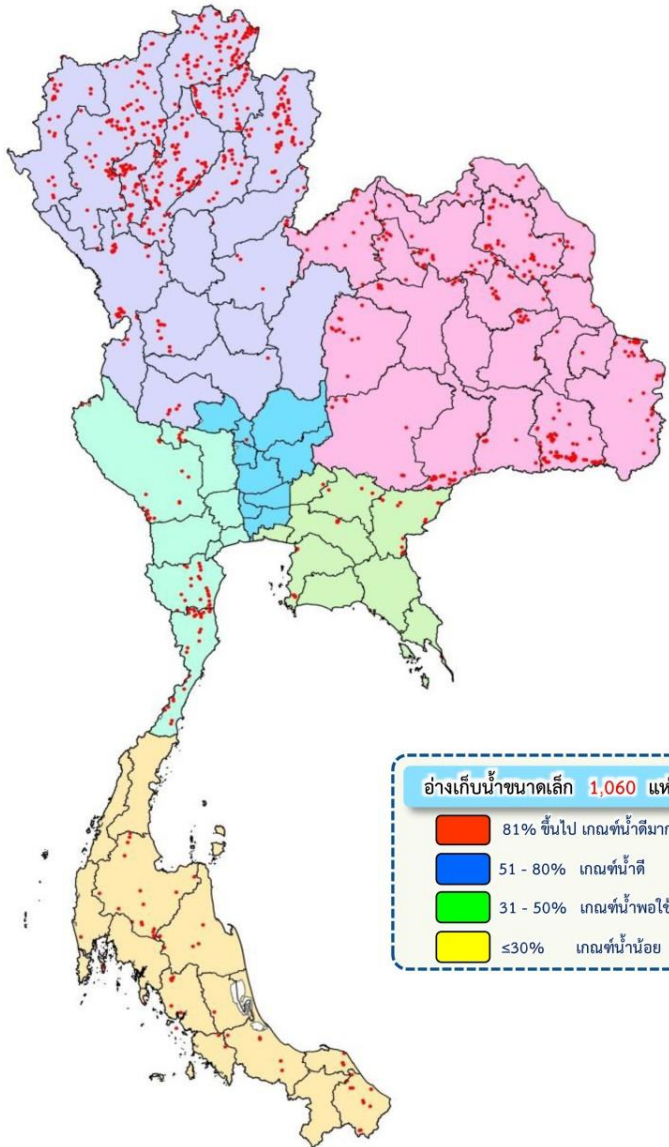 อ่างเก็บน้ำขนาดเล็ก 1,060
81% ขึ้นไป เกณฑ์น้ำดีมาก
51 - 80% เกณฑ์น้ำดี
31 - 50% เกณฑ์น้ำพอใช้
≤30% เกณฑ์น้ำน้อย